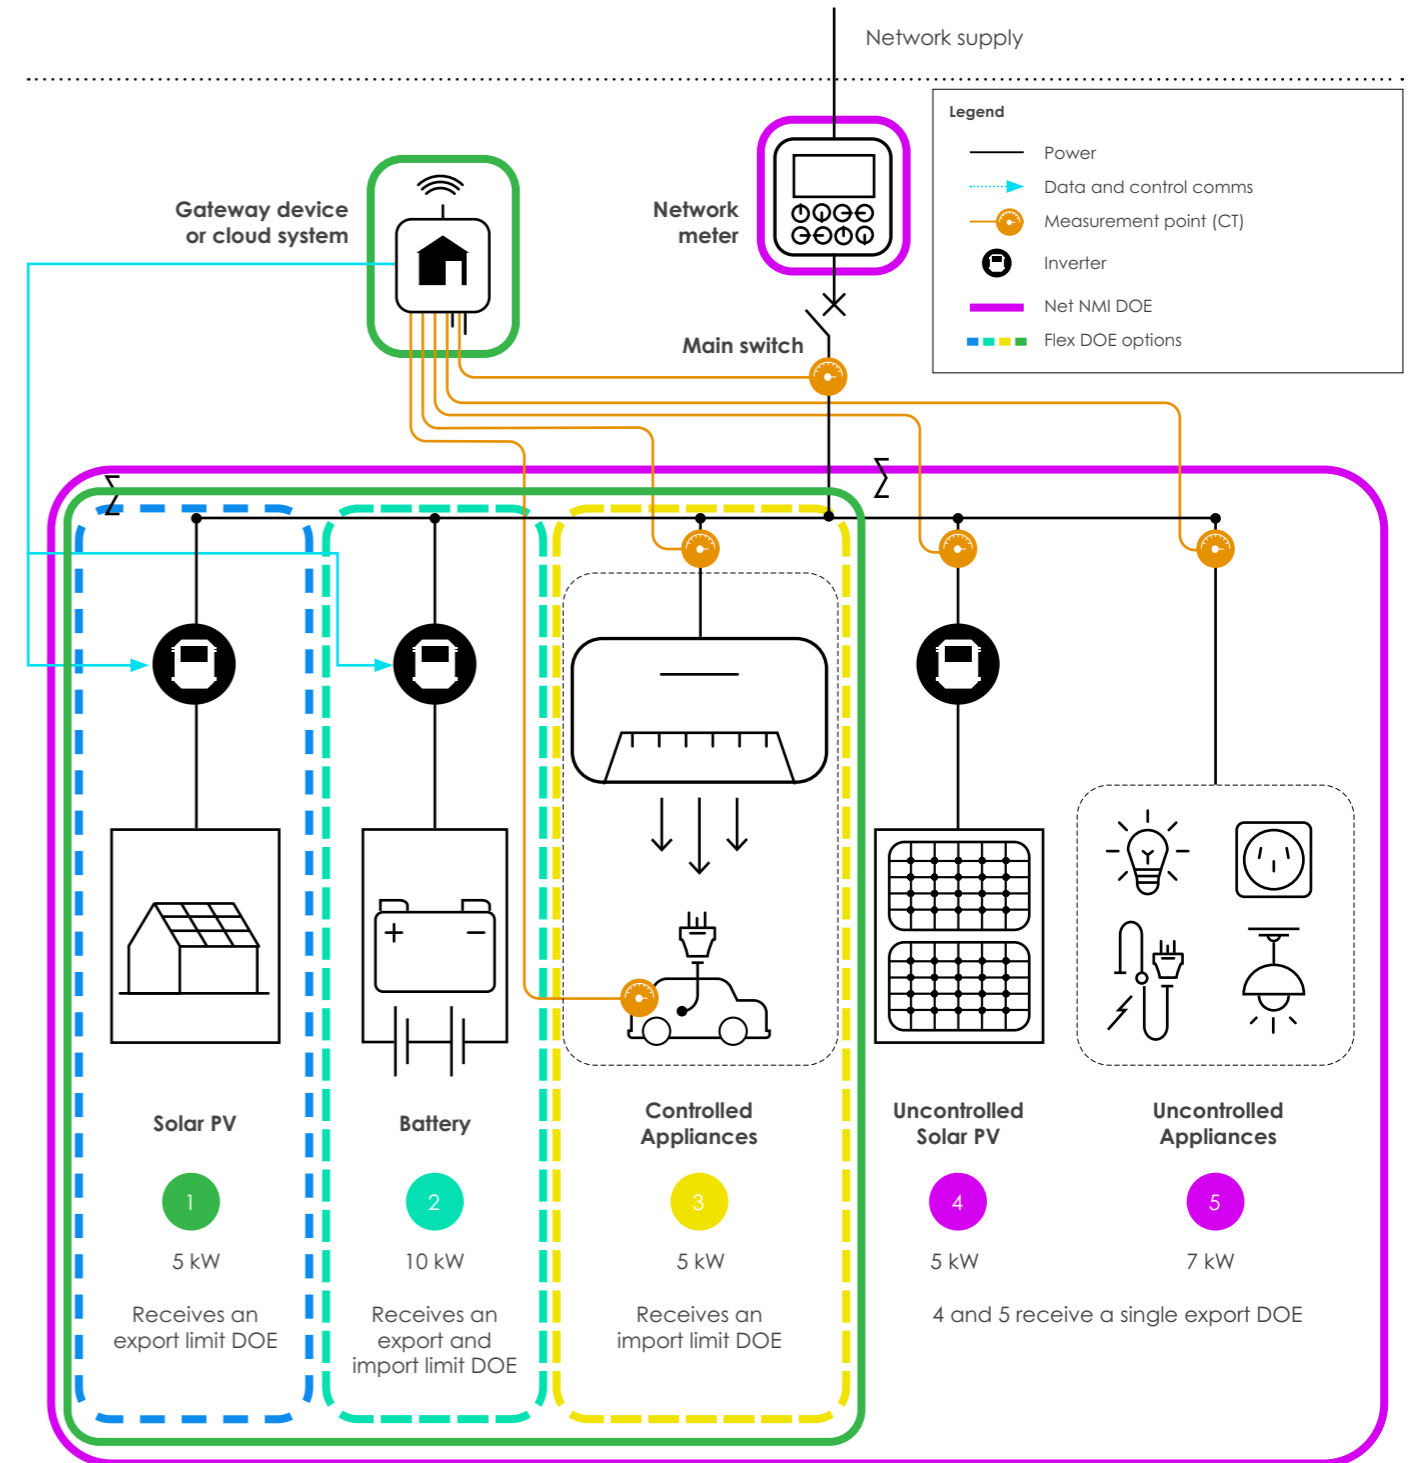 Network supply
Legend
Power
Data and control comms
Measurement point (CT)
Inverter
Net NMI DOE
Flex DOE options
Gateway device
or cloud system
Network
meter
Main switch
Σ
Σ
+ −
Solar PV
Battery
Controlled
Appliances
Uncontrolled
Solar PV
Uncontrolled
Appliances
1
2
3
4
5
5 kW
10 kW
5 kW
5 kW
7 kW
Receives an
export limit DOE
Receives an
export and
import limit DOE
Receives an
import limit DOE
4 and 5 receive a single export DOE